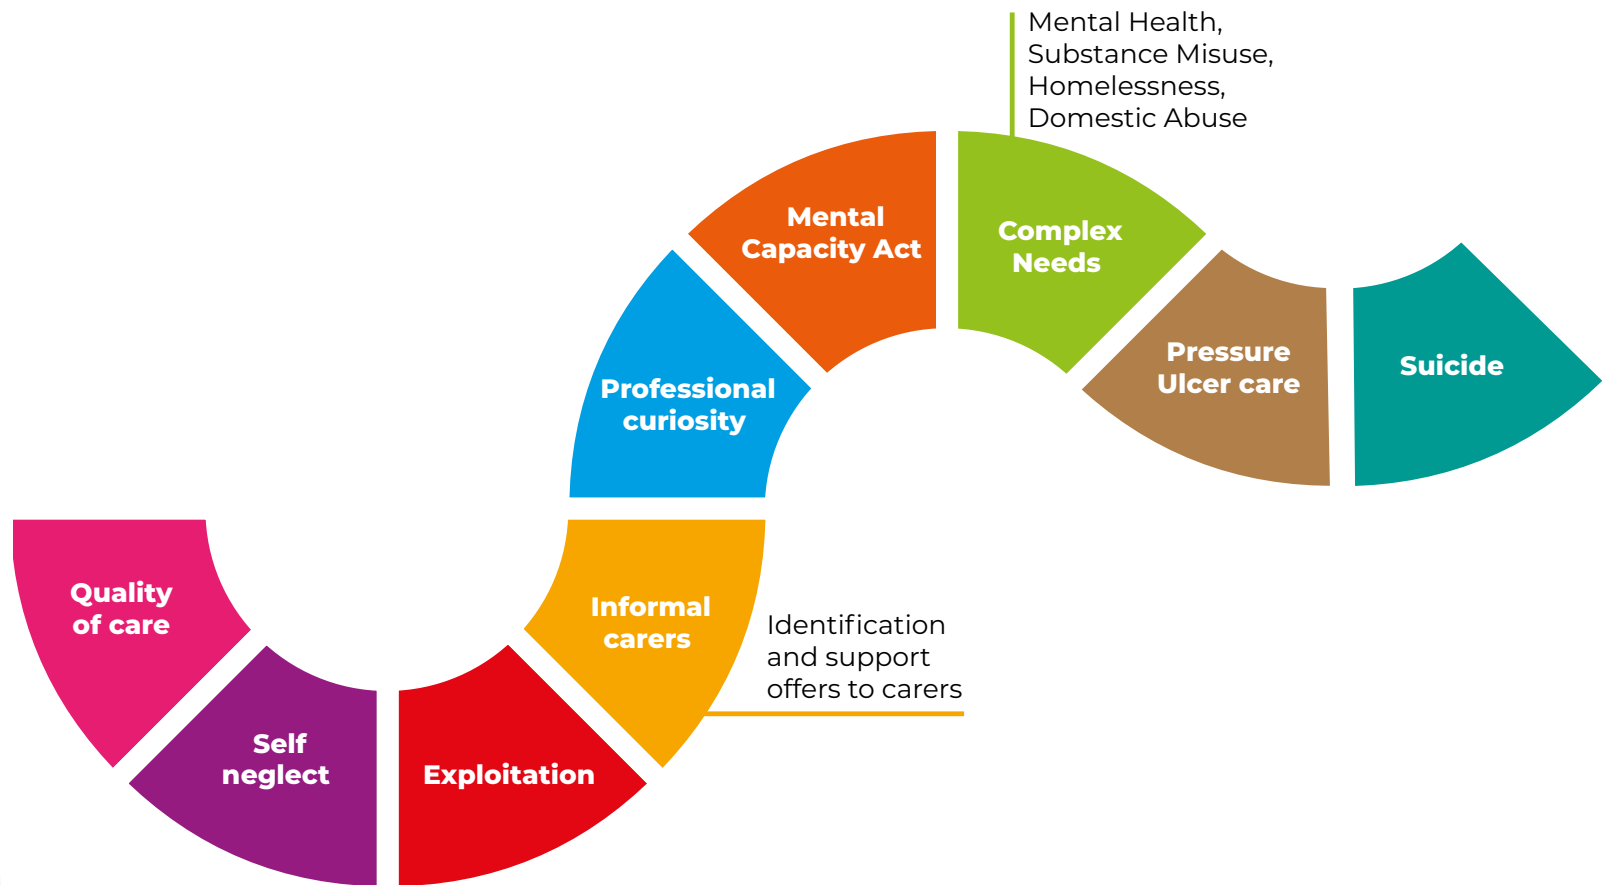 Mental Health,
Substance Misuse,
Homelessness,
Domestic Abuse
Mental
Capacity Act
Complex
Needs
Pressure
Ulcer care
Suicide
Professional
curiosity
Quality
of care
Informal
carers
Identification
and support
offers to carers
Self
neglect
Exploitation